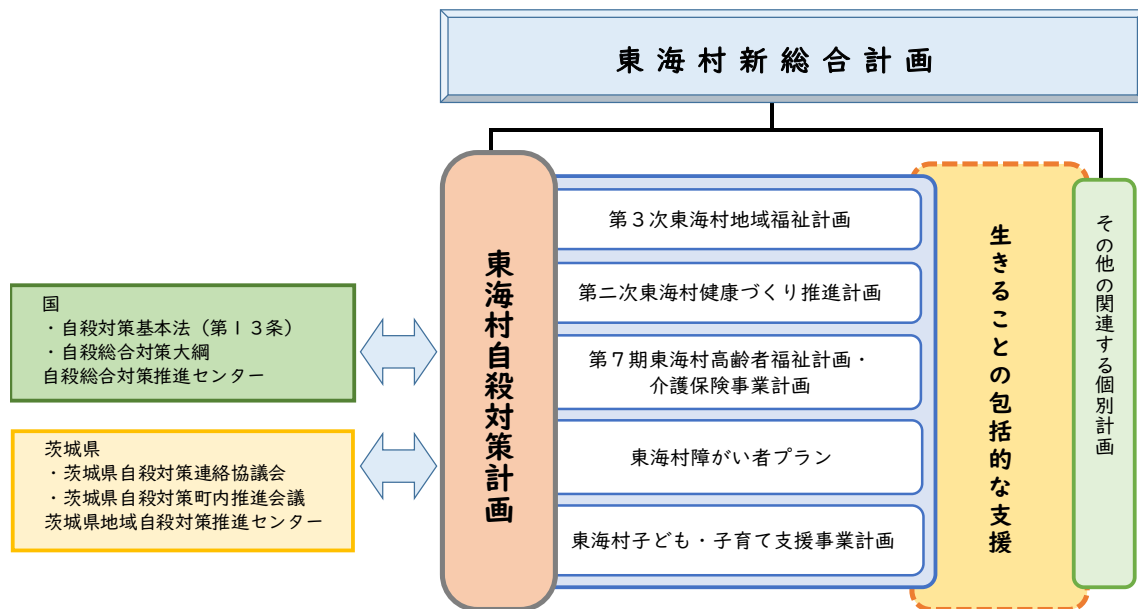 東海村新総合計画
東海村自殺対策計画
第３次東海村地域福祉計画
第二次東海村健康づくり推進計画
第７期東海村高齢者福祉計画・
介護保険事業計画
東海村障がい者プラン
東海村子ども・子育て支援事業計画
生きることの包括的な支援
その他の関連する個別計画
国
・自殺対策基本法（第１３条）
・自殺総合対策大綱
自殺総合対策推進センター
茨城県
・茨城県自殺対策連絡協議会
・茨城県自殺対策町内推進会議
茨城県地域自殺対策推進センター